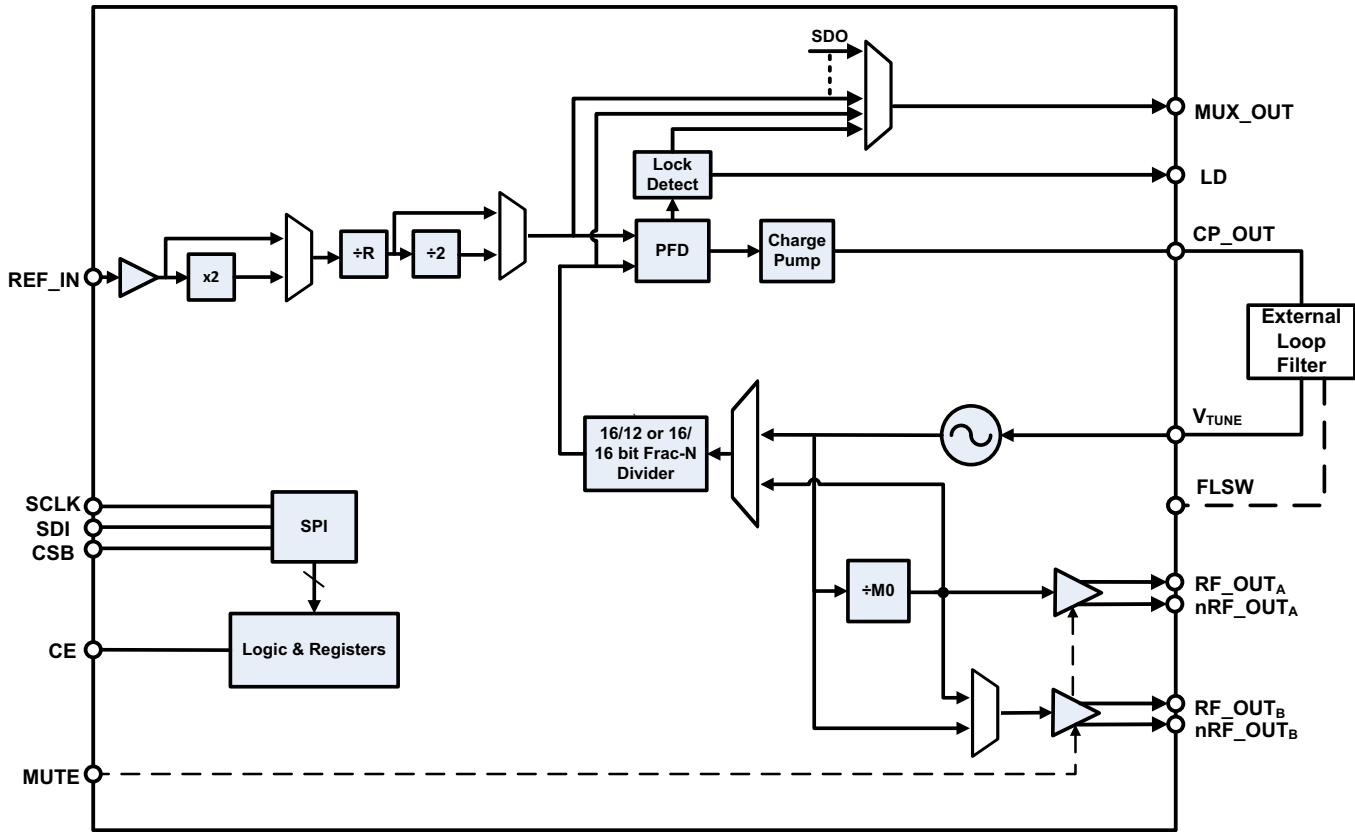 SDO
MUX_OUT
Lock
Detect
LD
CP_OUT
REF_IN
x2
÷R
÷2
PFD
Charge
Pump
External
Loop
Filter
VTUNE
16/12 or 16/
16 bit Frac-N
Divider
FLSW
SCLK
SDI
CSB
SPI
÷M0
RF_OUTA
nRF_OUTA
CE
Logic & Registers
RF_OUTB
nRF_OUTB
MUTE